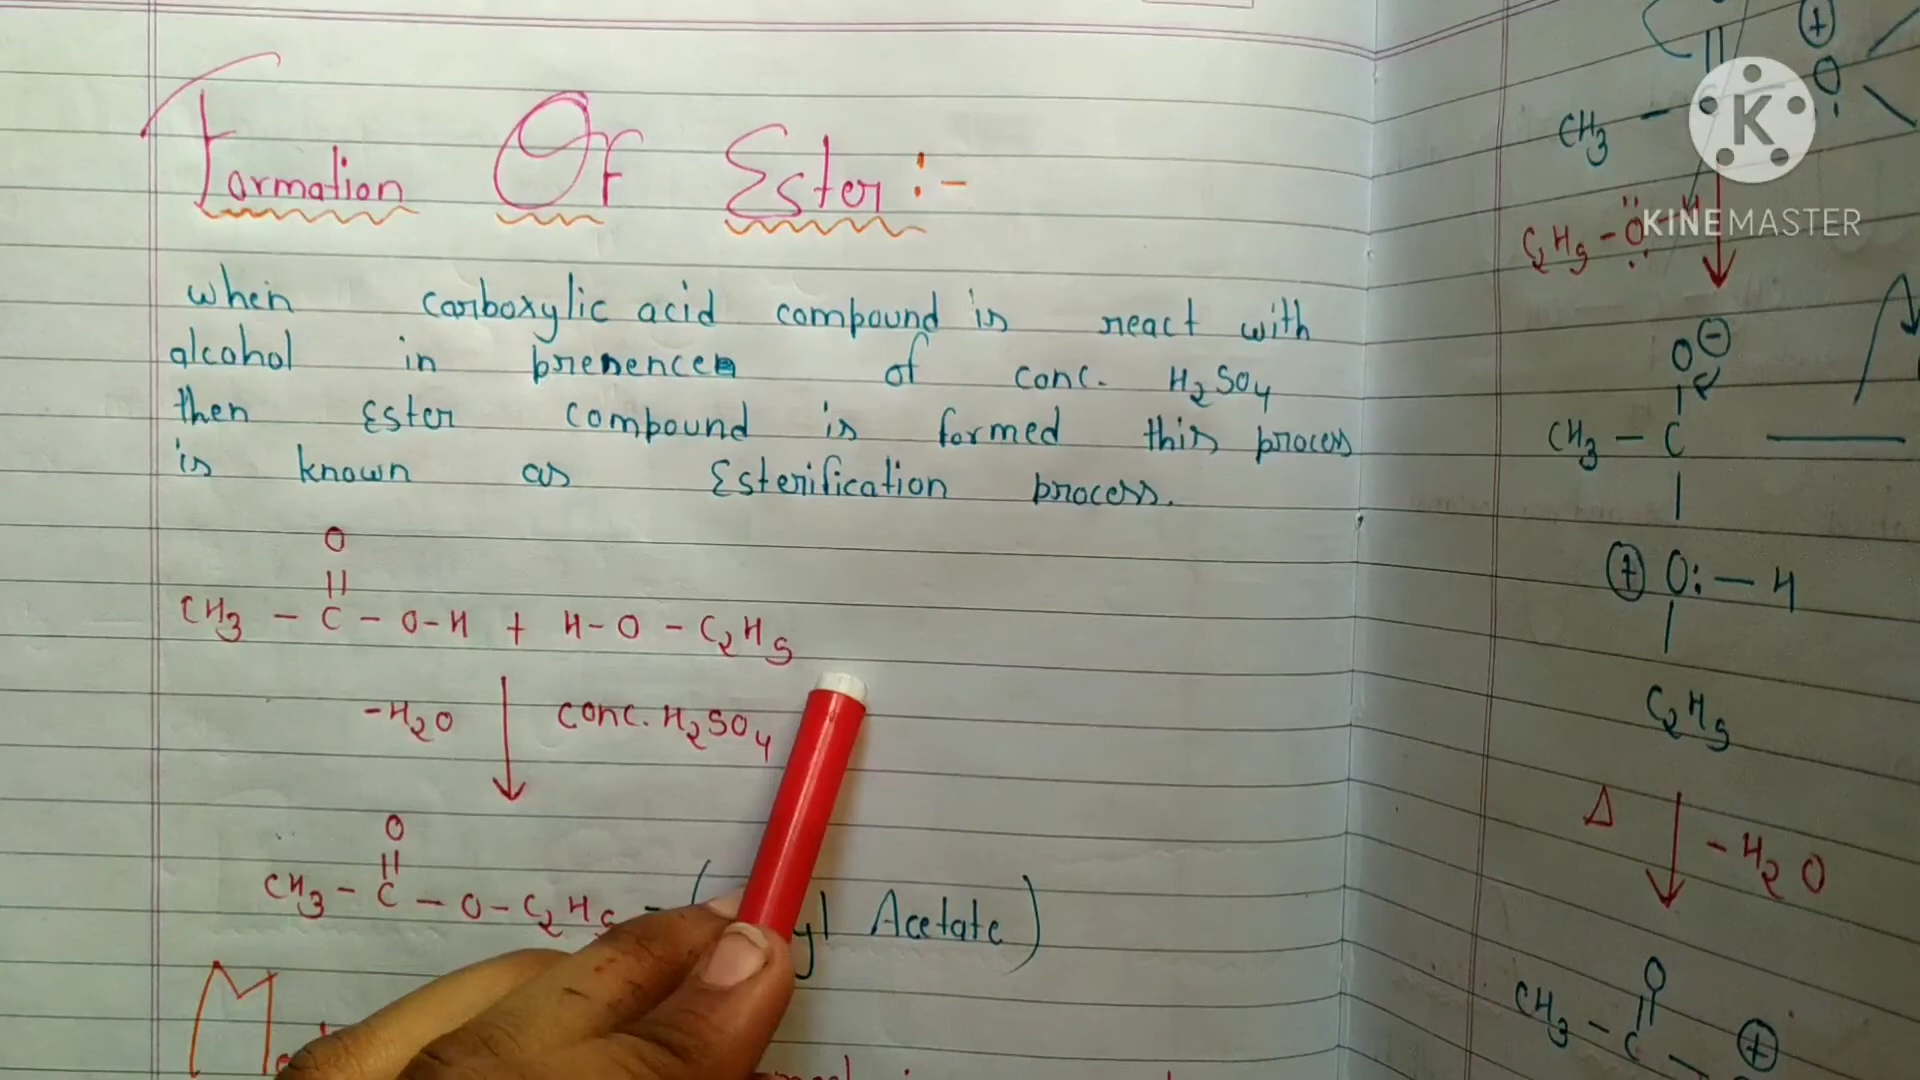 Formation Of Ester :-
when carboxylic acid compound is react with
alcohol in presence of conc. H2SO4
then Ester compound is formed this process
is known as Esterification process.
O
||
CH3 - C - O-H + H-O - C2H5
-H2O conc. H2SO4
O
||
CH3 - C - O - C2H5 - ( yl Acetate)
+
CH3 - O
C2H5 - O
KINEMASTER
O -
CH3 - C
+ O: - H
C2H5
Δ - H2O
O
CH3 - C +